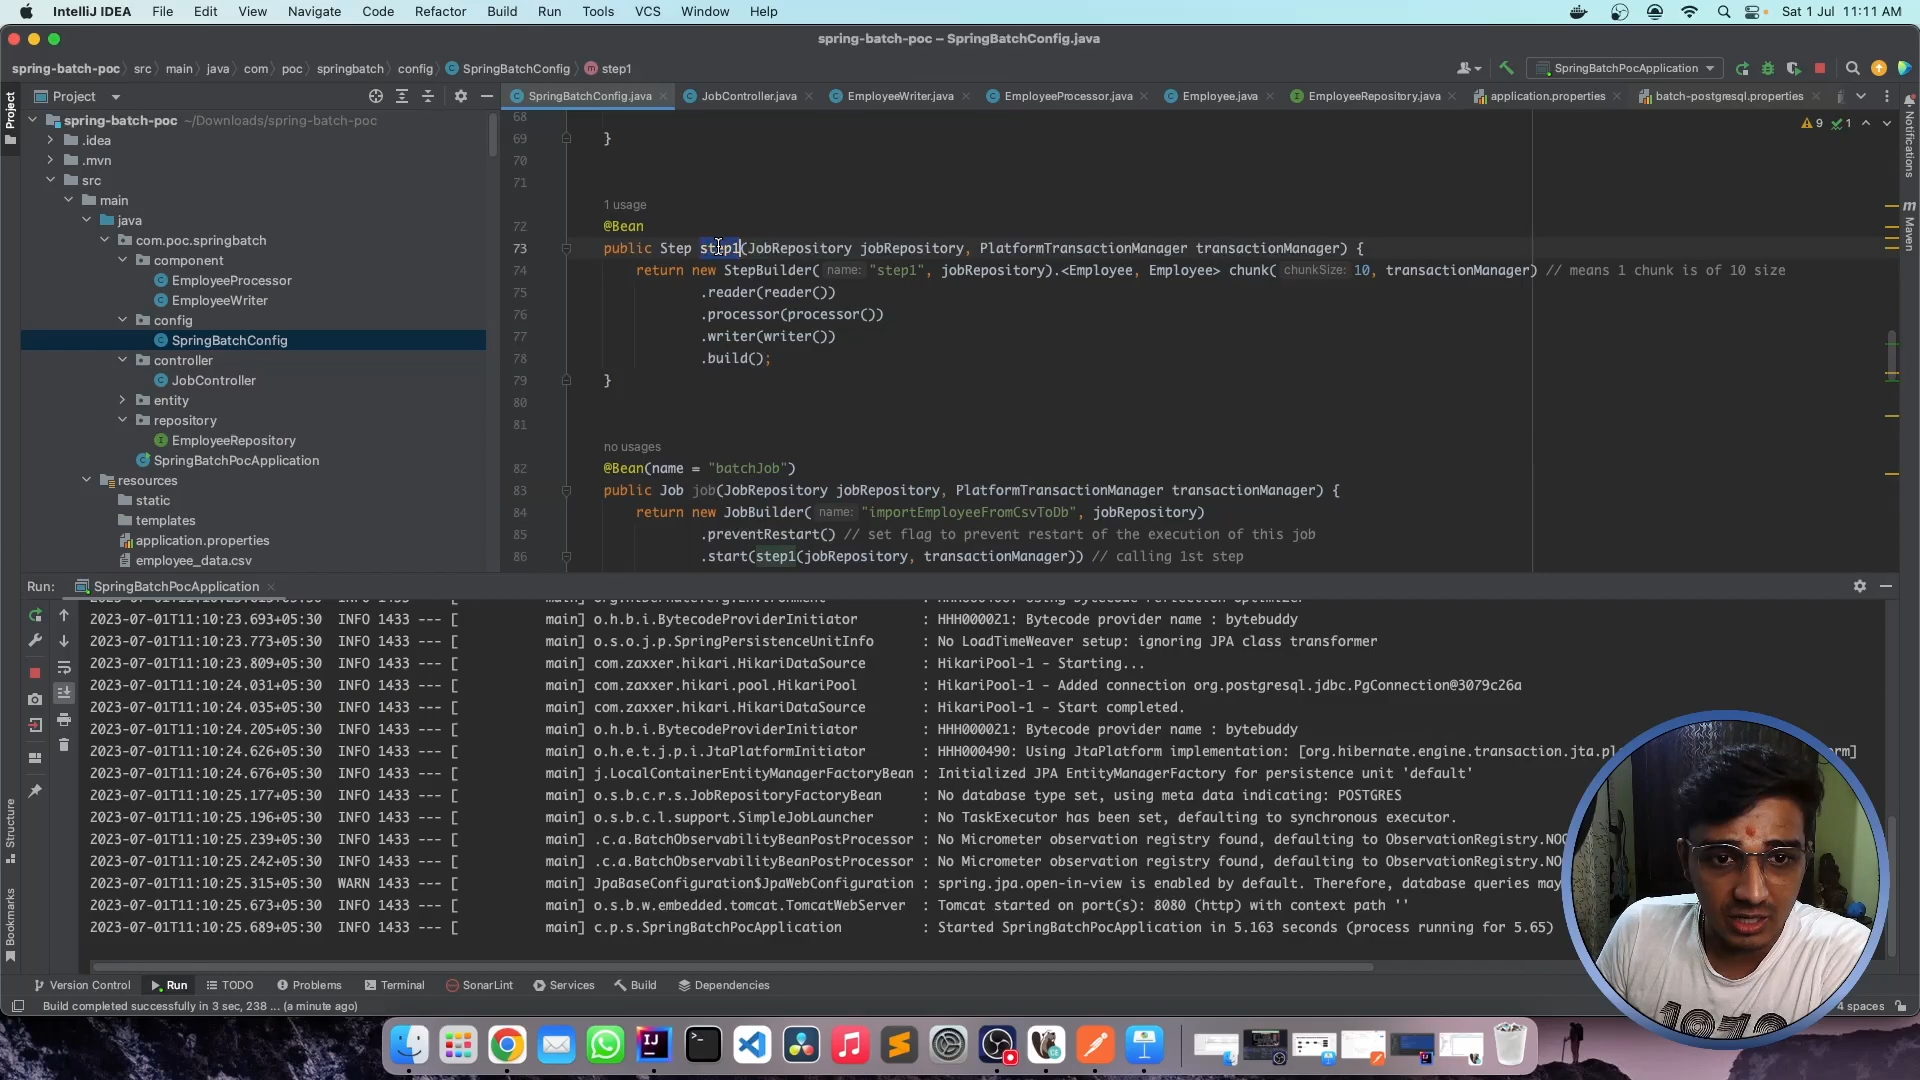 IntelliJ IDEA File Edit View Navigate Code Refactor Build Run Tools VCS Window Help Sat 1 Jul 11:11 AM
spring-batch-poc – SpringBatchConfig.java
spring-batch-poc src main java com poc springbatch config SpringBatchConfig step1 SpringBatchPocApplication
Project
SpringBatchConfig.java JobController.java EmployeeWriter.java EmployeeProcessor.java Employee.java EmployeeRepository.java application.properties batch-postgresql.properties
Project
Notifications
Maven
spring-batch-poc ~/Downloads/spring-batch-poc
.idea
.mvn
src
main
java
com.poc.springbatch
component
EmployeeProcessor
EmployeeWriter
config
SpringBatchConfig
controller
JobController
entity
repository
EmployeeRepository
SpringBatchPocApplication
resources
static
templates
application.properties
employee_data.csv
9 1
68
69 }
70
71
1 usage
72 @Bean
73 public Step step1(JobRepository jobRepository, PlatformTransactionManager transactionManager) {
74 return new StepBuilder( name: "step1", jobRepository).<Employee, Employee> chunk( chunkSize: 10, transactionManager) // means 1 chunk is of 10 size
75 .reader(reader())
76 .processor(processor())
77 .writer(writer())
78 .build();
79 }
80
81
no usages
82 @Bean(name = "batchJob")
83 public Job job(JobRepository jobRepository, PlatformTransactionManager transactionManager) {
84 return new JobBuilder( name: "importEmployeeFromCsvToDb", jobRepository)
85 .preventRestart() // set flag to prevent restart of the execution of this job
86 .start(step1(jobRepository, transactionManager)) // calling 1st step
Run: SpringBatchPocApplication
2023-07-01T11:10:23.693+05:30 INFO 1433 --- [ main] o.h.b.i.BytecodeProviderInitiator : HHH000021: Bytecode provider name : bytebuddy
2023-07-01T11:10:23.773+05:30 INFO 1433 --- [ main] o.s.o.j.p.SpringPersistenceUnitInfo : No LoadTimeWeaver setup: ignoring JPA class transformer
2023-07-01T11:10:23.809+05:30 INFO 1433 --- [ main] com.zaxxer.hikari.HikariDataSource : HikariPool-1 - Starting...
2023-07-01T11:10:24.031+05:30 INFO 1433 --- [ main] com.zaxxer.hikari.pool.HikariPool : HikariPool-1 - Added connection org.postgresql.jdbc.PgConnection@3079c26a
2023-07-01T11:10:24.035+05:30 INFO 1433 --- [ main] com.zaxxer.hikari.HikariDataSource : HikariPool-1 - Start completed.
2023-07-01T11:10:24.205+05:30 INFO 1433 --- [ main] o.h.b.i.BytecodeProviderInitiator : HHH000021: Bytecode provider name : bytebuddy
2023-07-01T11:10:24.626+05:30 INFO 1433 --- [ main] o.h.e.t.j.p.i.JtaPlatformInitiator : HHH000490: Using JtaPlatform implementation: [org.hibernate.engine.transaction.jta.pl rm]
2023-07-01T11:10:24.676+05:30 INFO 1433 --- [ main] j.LocalContainerEntityManagerFactoryBean : Initialized JPA EntityManagerFactory for persistence unit 'default'
2023-07-01T11:10:25.177+05:30 INFO 1433 --- [ main] o.s.b.c.r.s.JobRepositoryFactoryBean : No database type set, using meta data indicating: POSTGRES
2023-07-01T11:10:25.196+05:30 INFO 1433 --- [ main] o.s.b.c.l.support.SimpleJobLauncher : No TaskExecutor has been set, defaulting to synchronous executor.
2023-07-01T11:10:25.239+05:30 INFO 1433 --- [ main] .c.a.BatchObservabilityBeanPostProcessor : No Micrometer observation registry found, defaulting to ObservationRegistry.NOO
2023-07-01T11:10:25.242+05:30 INFO 1433 --- [ main] .c.a.BatchObservabilityBeanPostProcessor : No Micrometer observation registry found, defaulting to ObservationRegistry.NO
2023-07-01T11:10:25.315+05:30 WARN 1433 --- [ main] JpaBaseConfiguration$JpaWebConfiguration : spring.jpa.open-in-view is enabled by default. Therefore, database queries may
2023-07-01T11:10:25.673+05:30 INFO 1433 --- [ main] o.s.b.w.embedded.tomcat.TomcatWebServer : Tomcat started on port(s): 8080 (http) with context path ''
2023-07-01T11:10:25.689+05:30 INFO 1433 --- [ main] c.p.s.SpringBatchPocApplication : Started SpringBatchPocApplication in 5.163 seconds (process running for 5.65)
Structure
Bookmarks
Version Control Run TODO Problems Terminal SonarLint Services Build Dependencies
Build completed successfully in 3 sec, 238 ... (a minute ago) 4 spaces